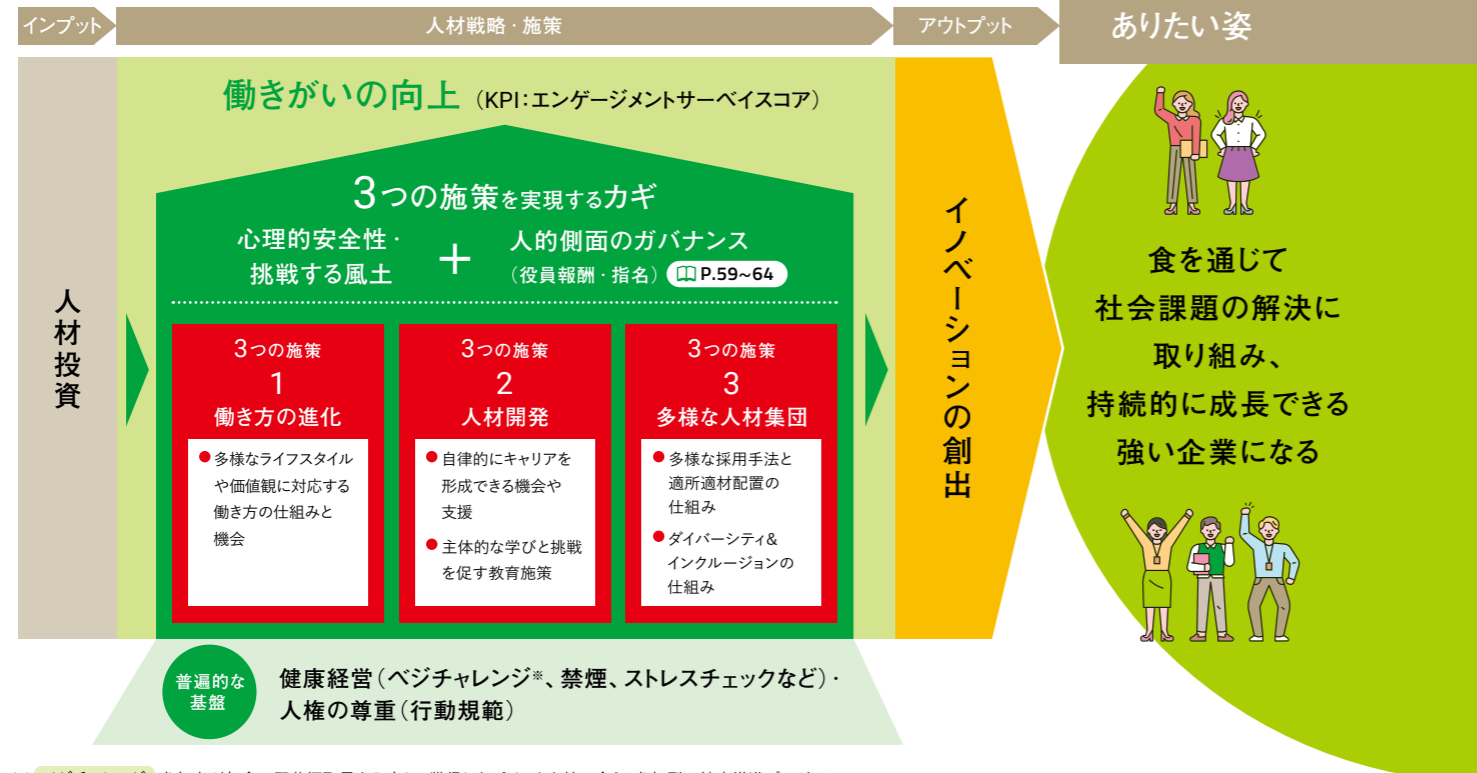 インプット
人材戦略・施策
アウトプット
ありたい姿
働きがいの向上（KPI：エンゲージメントサーベイスコア）
3つの施策を実現するカギ
心理的安全性・
挑戦する風土
＋
人的側面のガバナンス
（役員報酬・指名） P.59~64
人材投資
3つの施策
1
働き方の進化
●多様なライフスタイル
や価値観に対応する
働き方の仕組みと
機会
3つの施策
2
人材開発
●自律的にキャリアを
形成できる機会や
支援
●主体的な学びと挑戦
を促す教育施策
3つの施策
3
多様な人材集団
●多様な採用手法と
適所適材配置の
仕組み
●ダイバーシティ&
インクルージョンの
仕組み
イノベーションの創出
食を通じて
社会課題の解決に
取り組み、
持続的に成長できる
強い企業になる
普遍的な
基盤
健康経営（ベジチャレンジ※、禁煙、ストレスチェックなど）・
人権の尊重（行動規範）